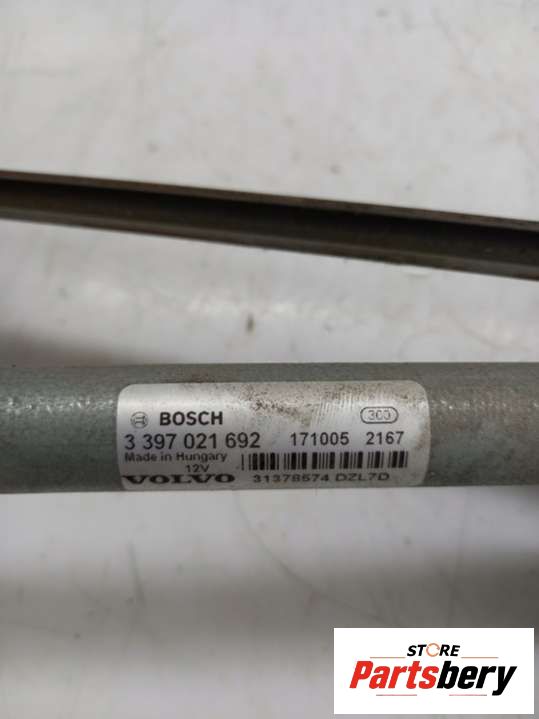 BOSCH 300
3 397 021 692 171005 2167
Made in Hungary
12V
VOLVO 31378574 DZL7D
STORE
Partsbery